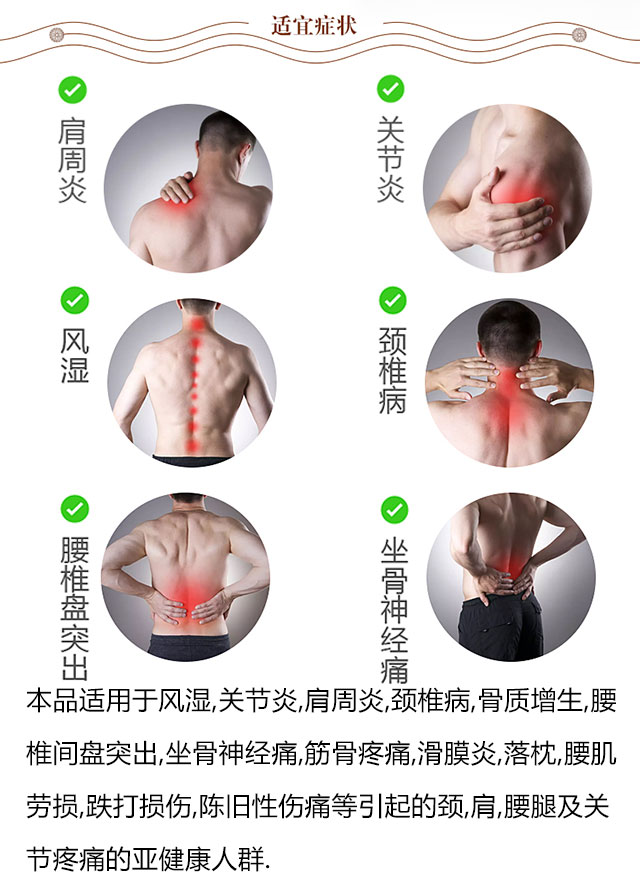 适宜症状
肩周炎
关节炎
风湿
颈椎病
腰椎盘突出
坐骨神经痛
本品适用于风湿,关节炎,肩周炎,颈椎病,骨质增生,腰
椎间盘突出,坐骨神经痛,筋骨疼痛,滑膜炎,落枕,腰肌
劳损,跌打损伤,陈旧性伤痛等引起的颈,肩,腰腿及关
节疼痛的亚健康人群.